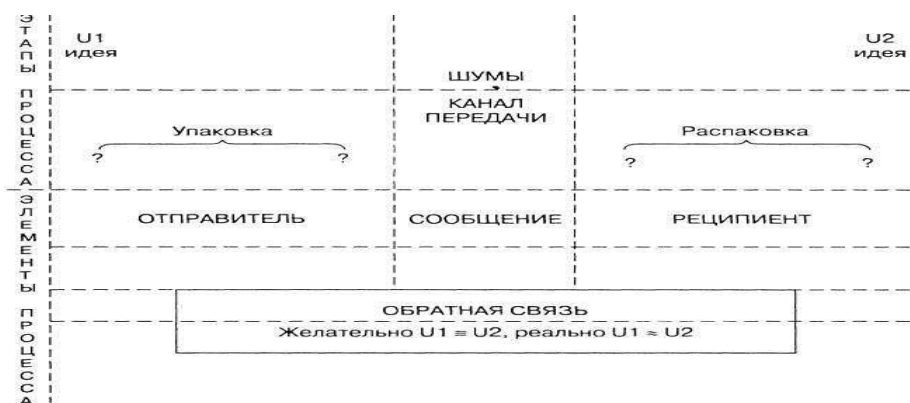 ЭТАПЫ ПРОЦЕССА
U1
идея
U2
идея
ШУМЫ
КАНАЛ
ПЕРЕДАЧИ
Упаковка
Распаковка
? ? ? ?
ЭЛЕМЕНТЫ ПРОЦЕССА
ОТПРАВИТЕЛЬ СООБЩЕНИЕ РЕЦИПИЕНТ
ОБРАТНАЯ СВЯЗЬ
Желательно U1 ≡ U2, реально U1 ≈ U2